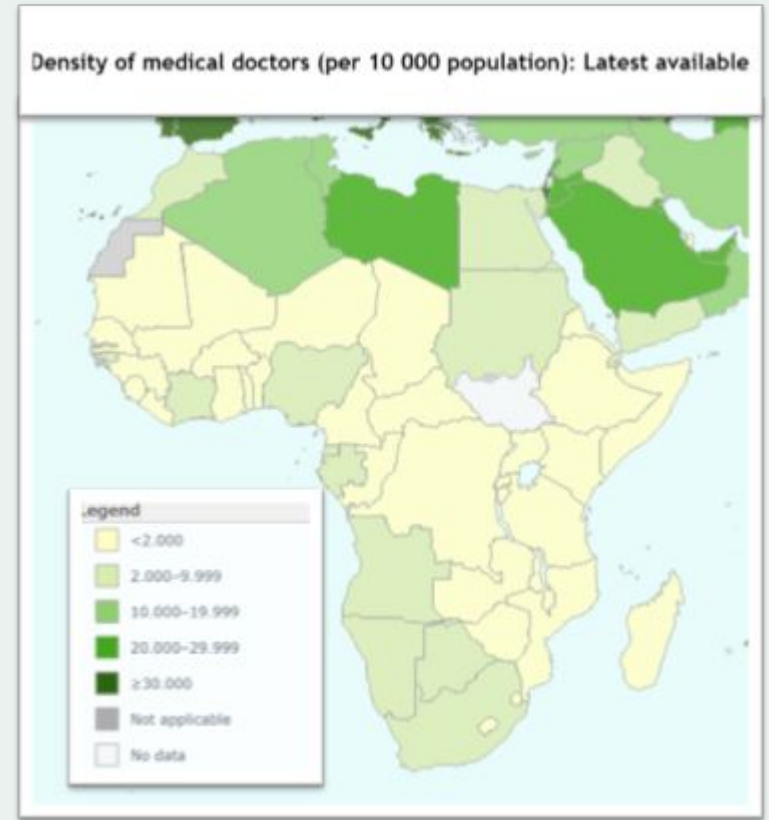 Density of medical doctors (per 10 000 population): Latest available
Legend
<2.000
2.000–9.999
10.000–19.999
20.000–29.999
≥30.000
Not applicable
No data